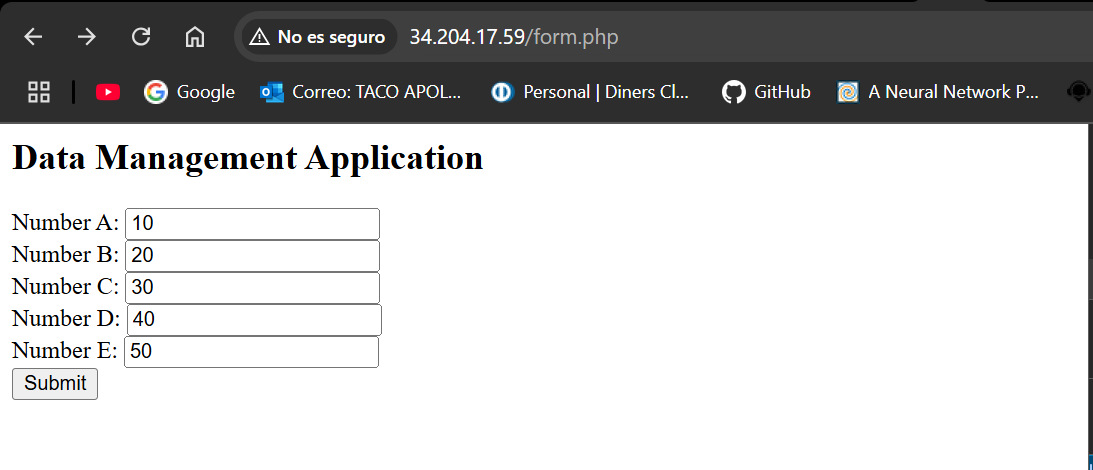 No es seguro 34.204.17.59/form.php
Google Correo: TACO APOL... Personal | Diners Cl... GitHub A Neural Network P...
Data Management Application
Number A: 10
Number B: 20
Number C: 30
Number D: 40
Number E: 50
Submit